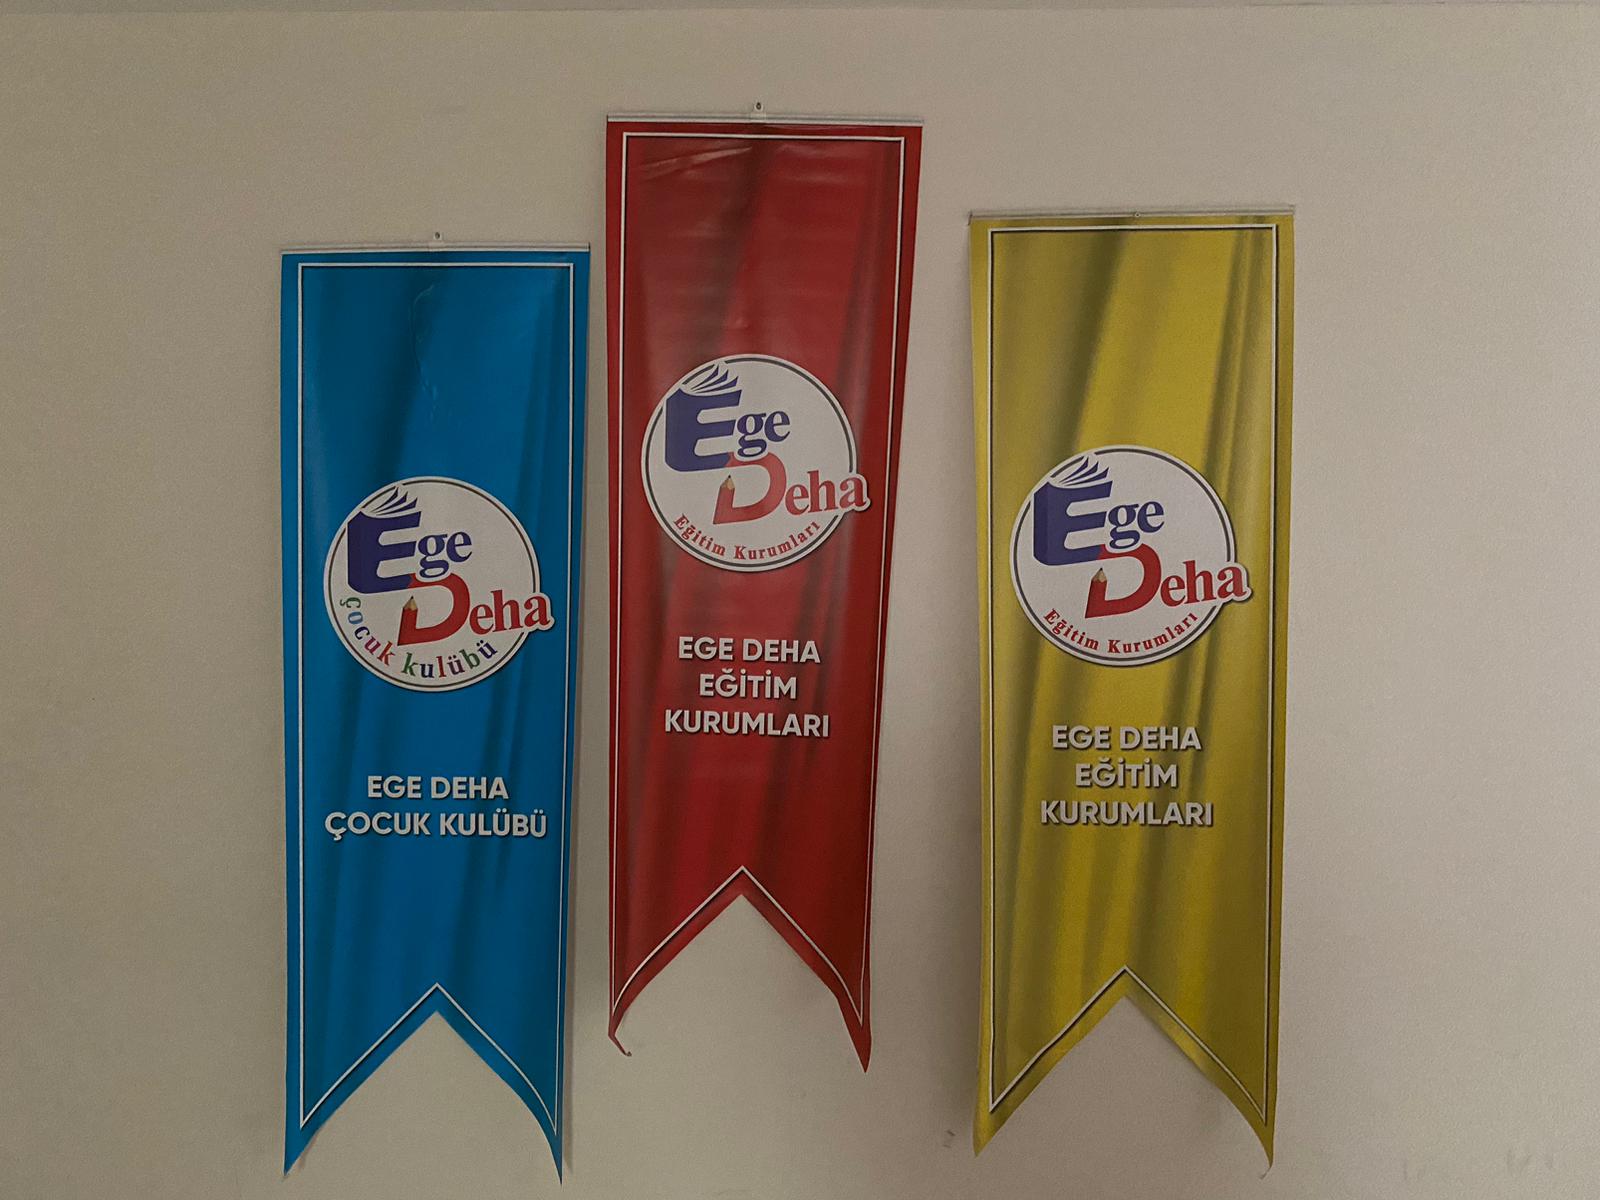 Ege
Deha
çocuk kulübü
EGE DEHA
ÇOCUK KULÜBÜ
Ege
Deha
Eğitim Kurumları
EGE DEHA
EĞİTİM
KURUMLARI
Ege
Deha
Eğitim Kurumları
EGE DEHA
EĞİTİM
KURUMLARI